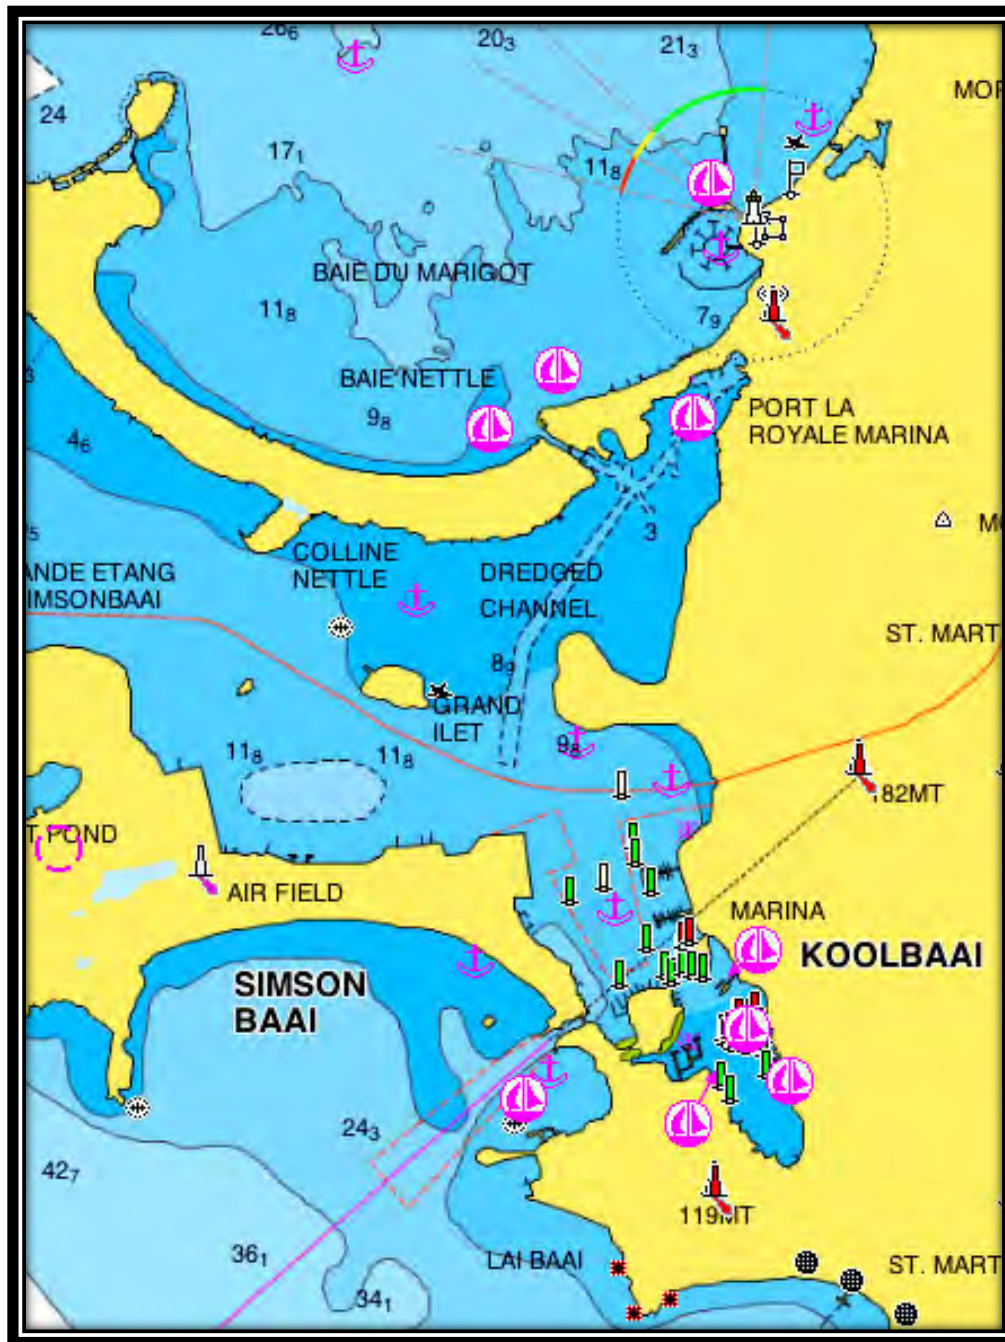 26₆
20₃
21₃
24
MOR
17₁
11₈
BAIE DU MARIGOT
11₈
7₉
BAIE NETTLE
9₈
4₆
PORT LA
ROYALE MARINA
3
COLLINE
NETTLE
DREDGED
CHANNEL
ANDE ETANG
IMSONBAAI
ST. MART
8₉
GRAND
ILET
11₈
11₈
9₈
182MT
T. POND
AIR FIELD
MARINA
KOOLBAAI
SIMSON
BAAI
24₃
42₇
119MT
36₁
LAI BAAI
ST. MART
34₁